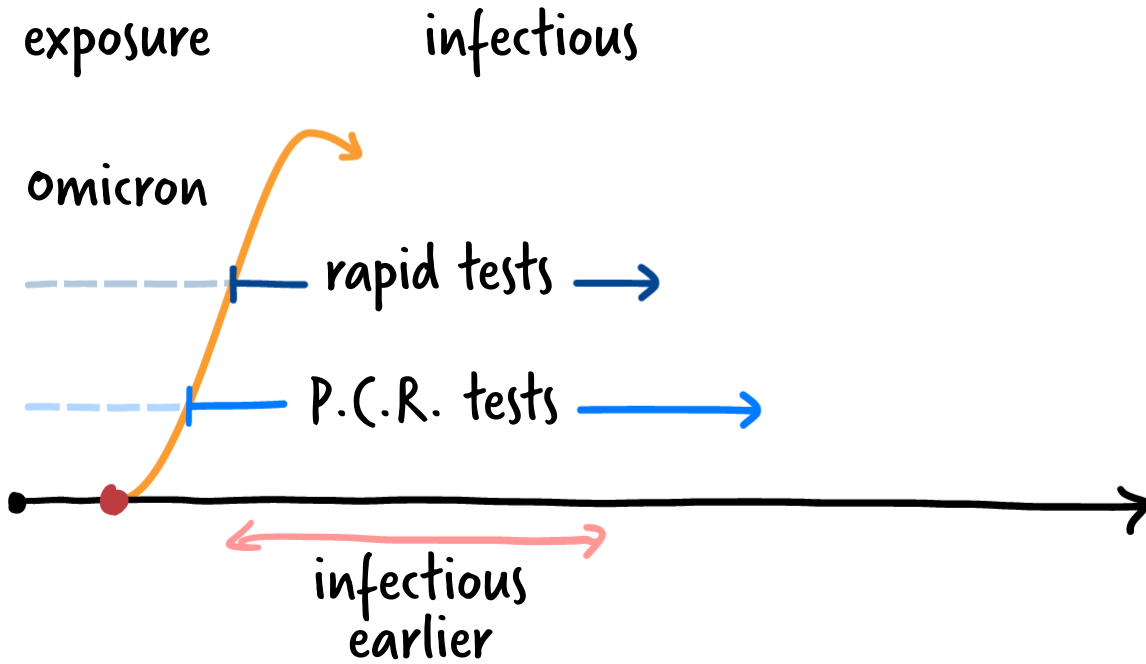 exposure
infectious
omicron
rapid tests
P.C.R. tests
infectious
earlier